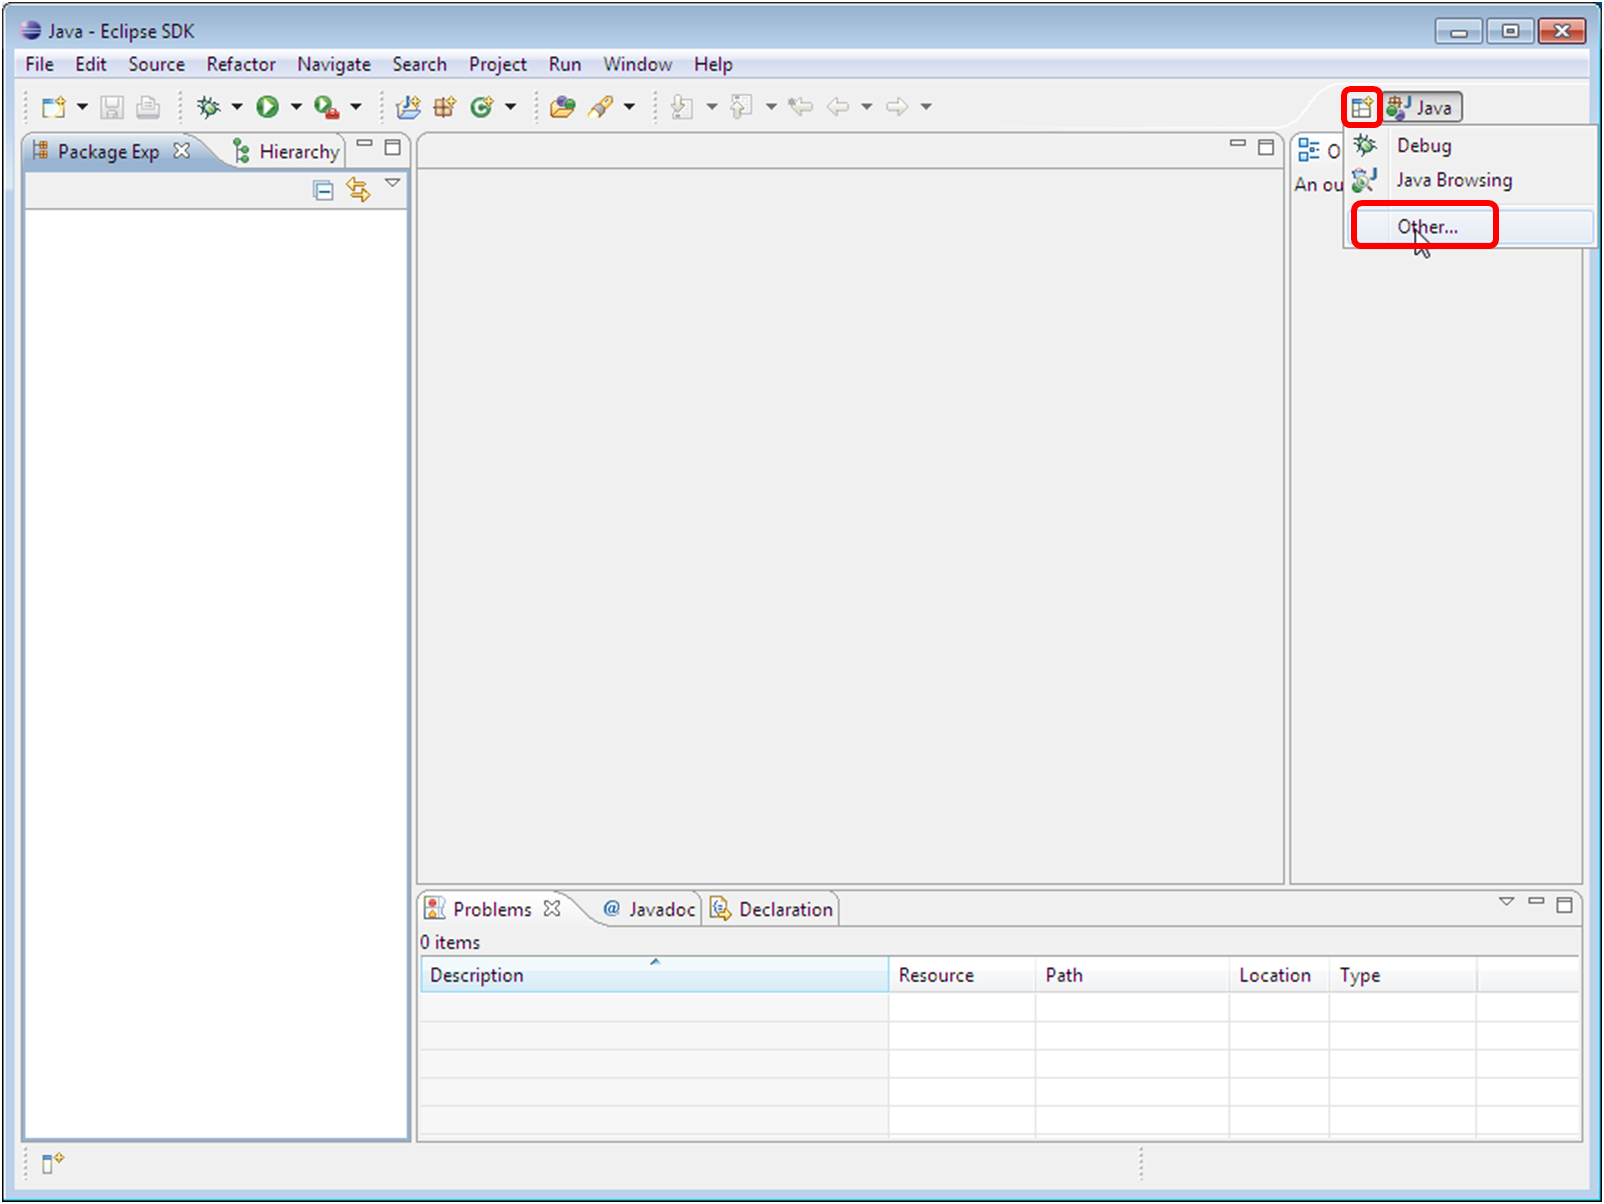 Java - Eclipse SDK
File Edit Source Refactor Navigate Search Project Run Window Help
Java
Debug
Java Browsing
Other...
Package Exp Hierarchy
O
An ou
Problems @ Javadoc Declaration
0 items
Description Resource Path Location Type